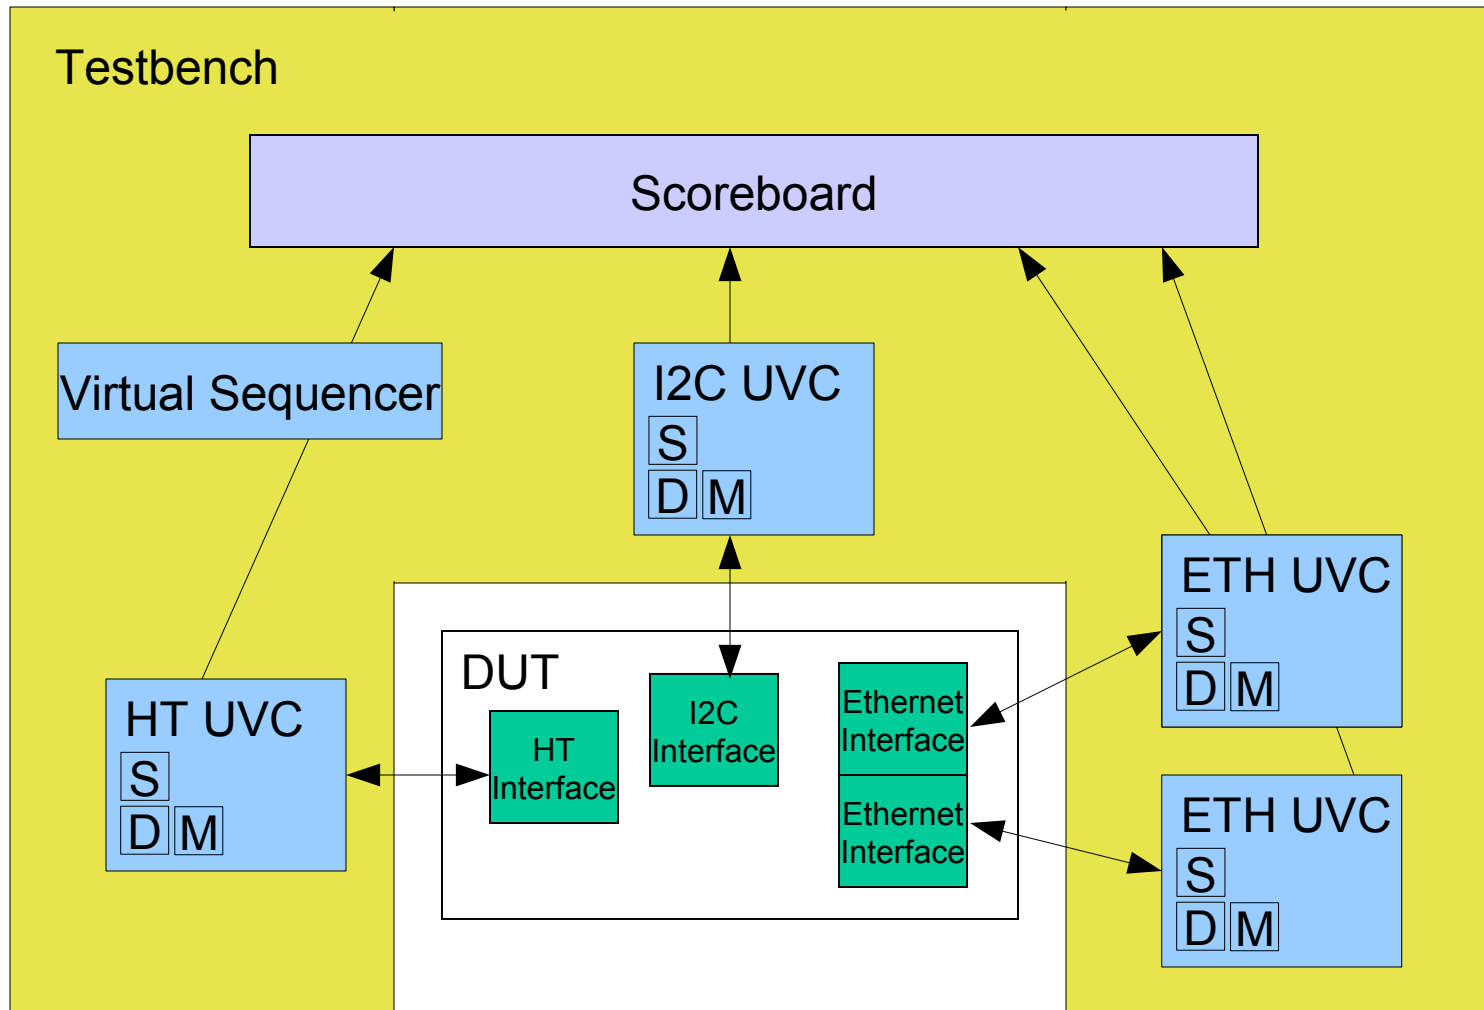 Testbench
Scoreboard
Virtual Sequencer
I2C UVC
S
D M
ETH UVC
S
D M
DUT
HT UVC
S
D M
HT
Interface
I2C
Interface
Ethernet
Interface
Ethernet
Interface
ETH UVC
S
D M